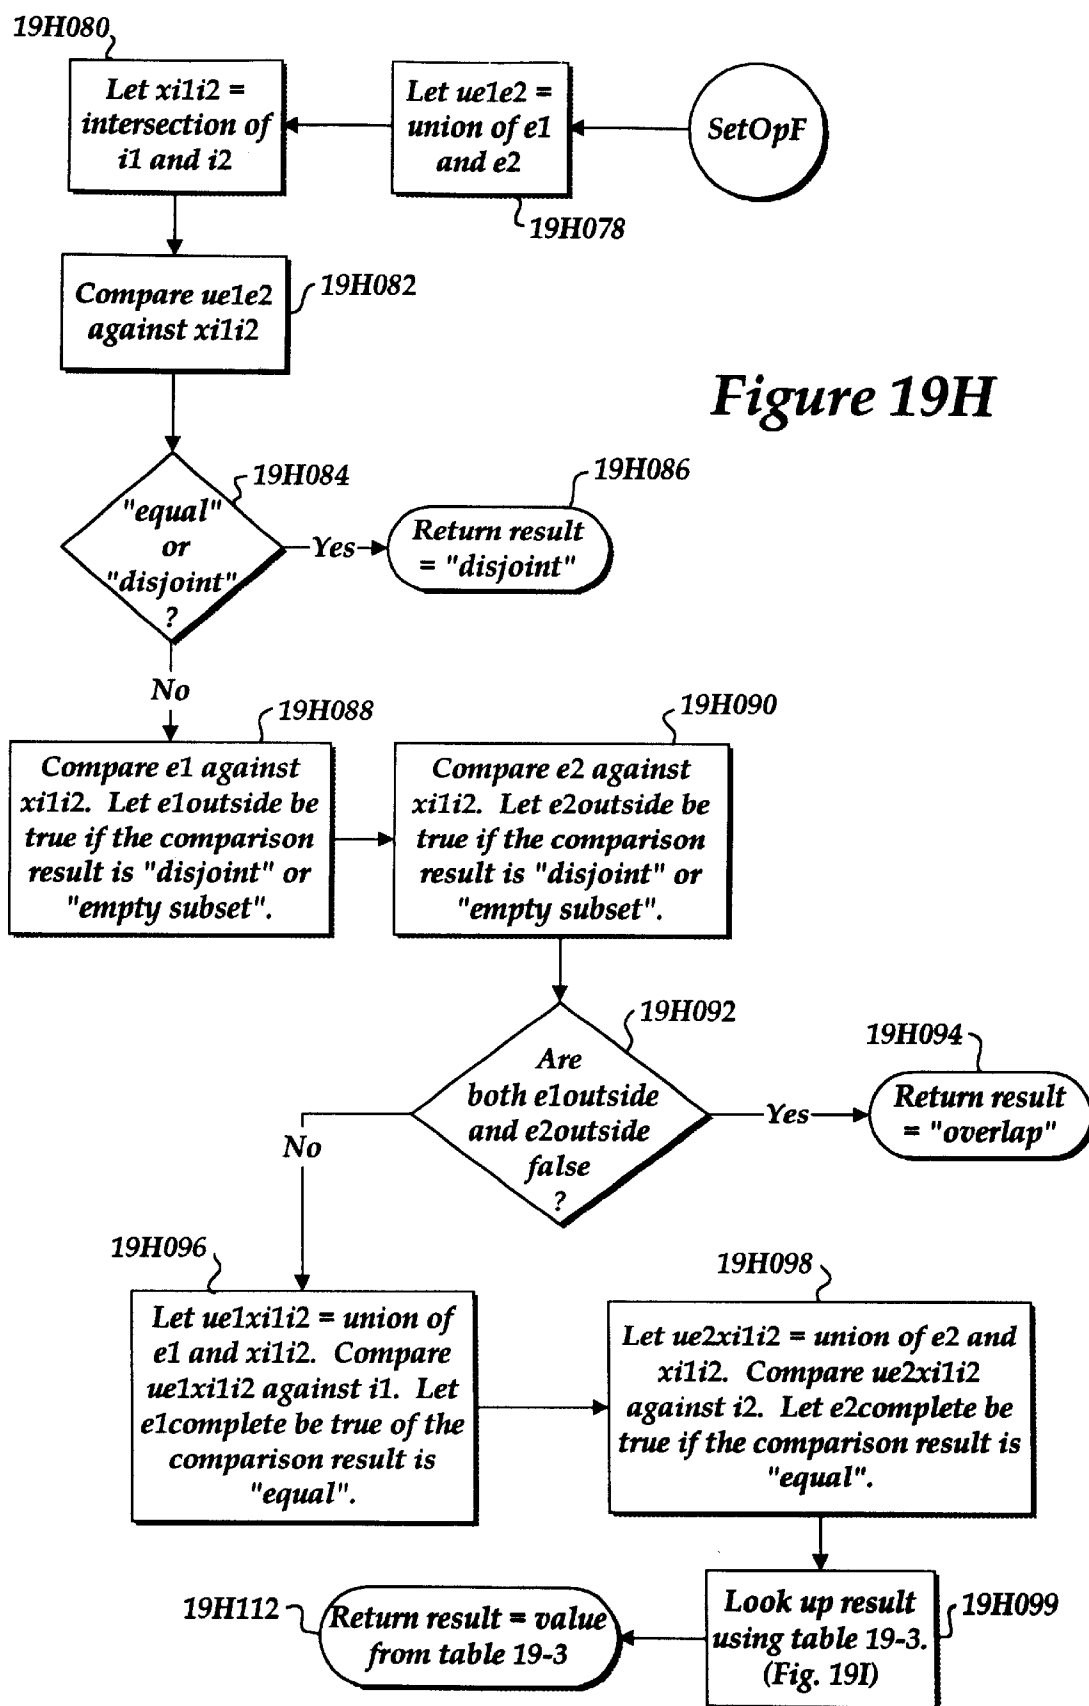 19H080
Let xi1i2 =
intersection of
i1 and i2
Let ue1e2 =
union of e1
and e2
SetOpF
19H078
Compare ue1e2
against xi1i2
19H082
Figure 19H
19H084
"equal"
or
"disjoint"
?
Yes
19H086
Return result
= "disjoint"
No
19H088
Compare e1 against
xi1i2. Let e1outside be
true if the comparison
result is "disjoint" or
"empty subset".
19H090
Compare e2 against
xi1i2. Let e2outside be
true if the comparison
result is "disjoint" or
"empty subset".
19H092
Are
both e1outside
and e2outside
false
?
Yes
19H094
Return result
= "overlap"
No
19H096
Let ue1xi1i2 = union of
e1 and xi1i2. Compare
ue1xi1i2 against i1. Let
e1complete be true of the
comparison result is
"equal".
19H098
Let ue2xi1i2 = union of e2 and
xi1i2. Compare ue2xi1i2
against i2. Let e2complete be
true if the comparison result is
"equal".
19H112
Return result = value
from table 19-3
Look up result
using table 19-3.
(Fig. 19I)
19H099